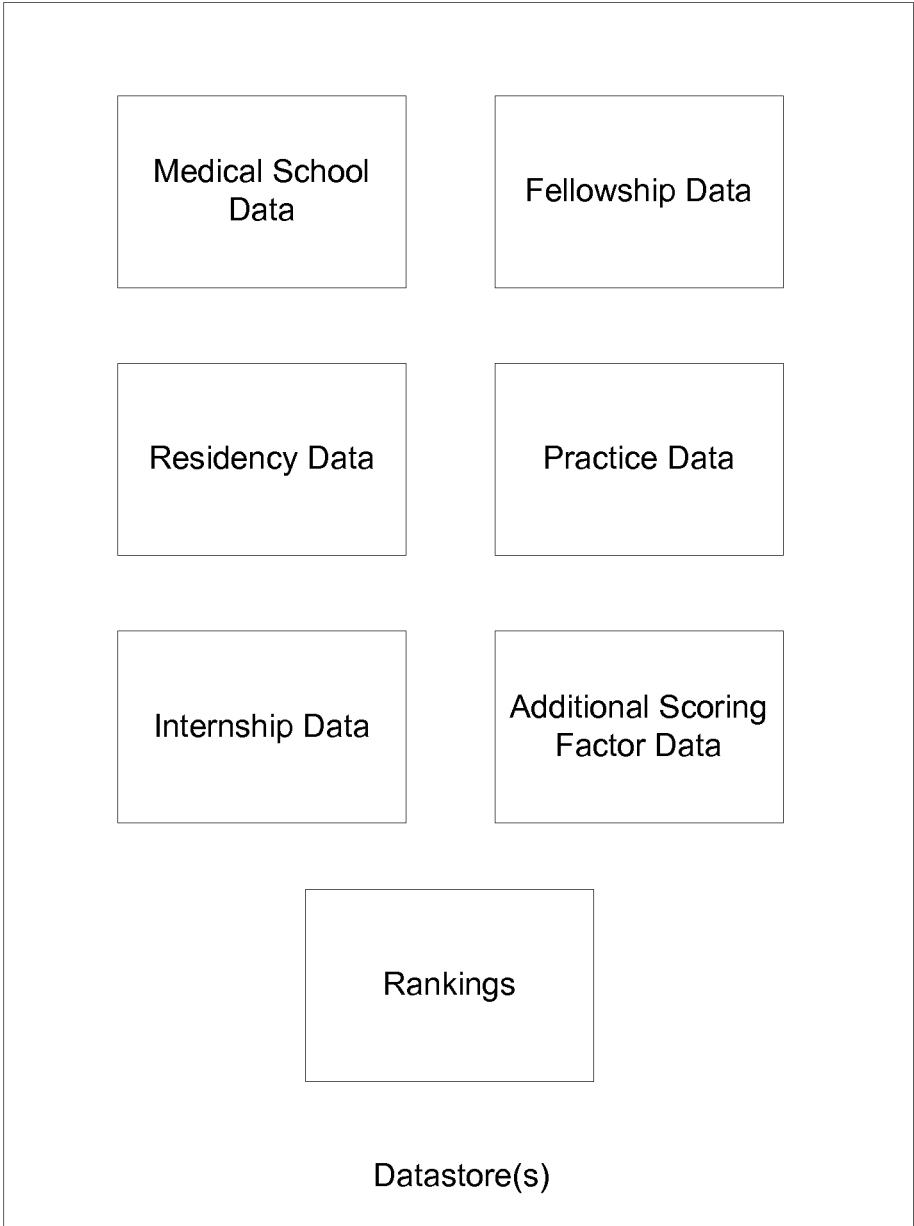 Medical School
Data
Fellowship Data
Residency Data
Practice Data
Internship Data
Additional Scoring
Factor Data
Rankings
Datastore(s)